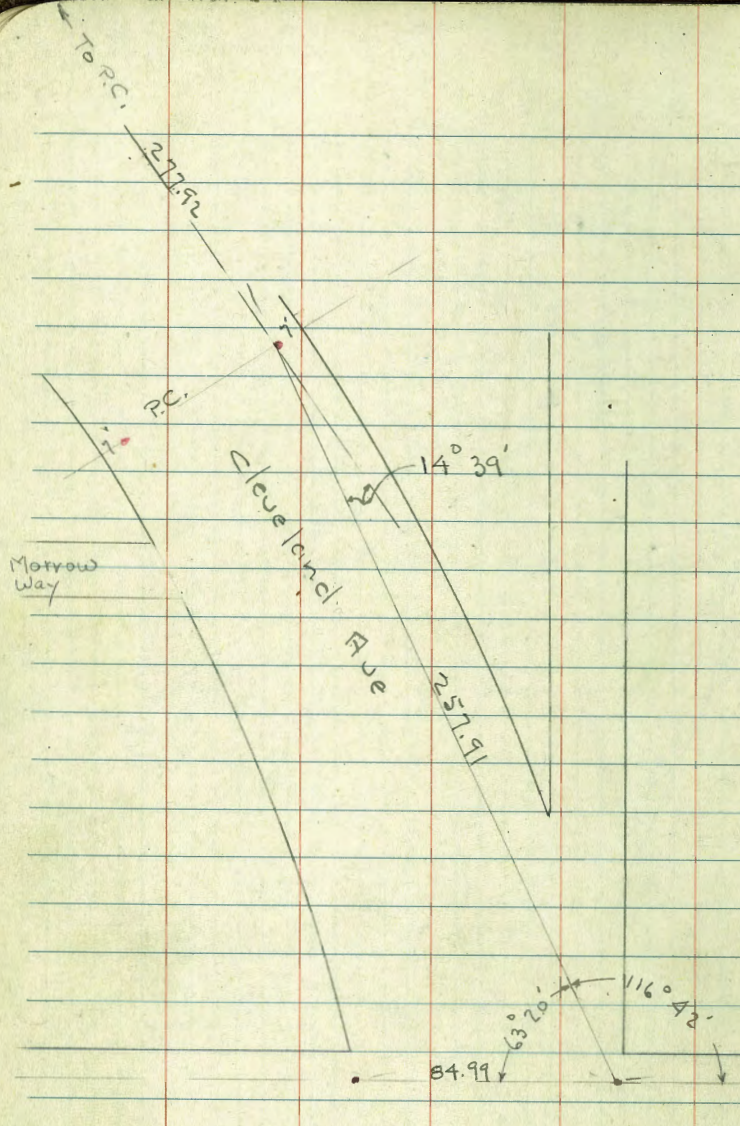 To P.C.
277.92
P.C.
14° 39'
Cleveland Ave
Morrow
Way
257.91
63° 20'
116° 42'
84.99